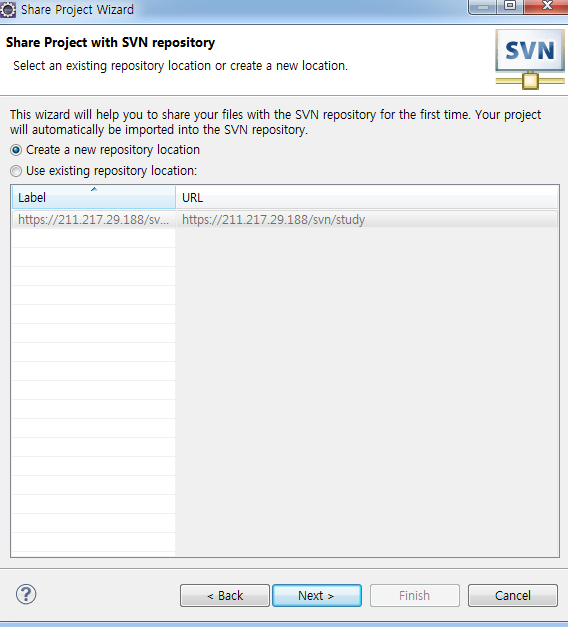 Share Project Wizard
Share Project with SVN repository
Select an existing repository location or create a new location.
SVN
This wizard will help you to share your files with the SVN repository for the first time. Your project
will automatically be imported into the SVN repository.
Create a new repository location
Use existing repository location:
Label URL
https://211.217.29.188/sv... https://211.217.29.188/svn/study
? < Back Next > Finish Cancel